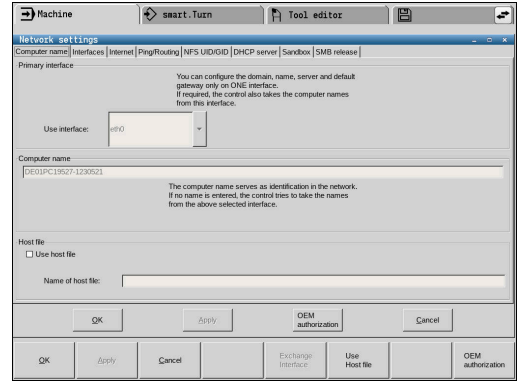 Machine
smart.Turn
Tool editor
Network settings
Computer name Interfaces Internet Ping/Routing NFS UID/GID DHCP server Sandbox SMB release
Primary interface
You can configure the domain, name, server and default
gateway only on ONE interface.
If required, the control also takes the computer names
from this interface.
Use interface:
eth0
Computer name
DE01PC19527-1230521
The computer name serves as identification in the network.
If no name is entered, the control tries to take the names
from the above selected interface.
Host file
Use host file
Name of host file:
OK
Apply
OEM
authorization
Cancel
OK
Apply
Cancel
Exchange
Interface
Use
Host file
OEM
authorization